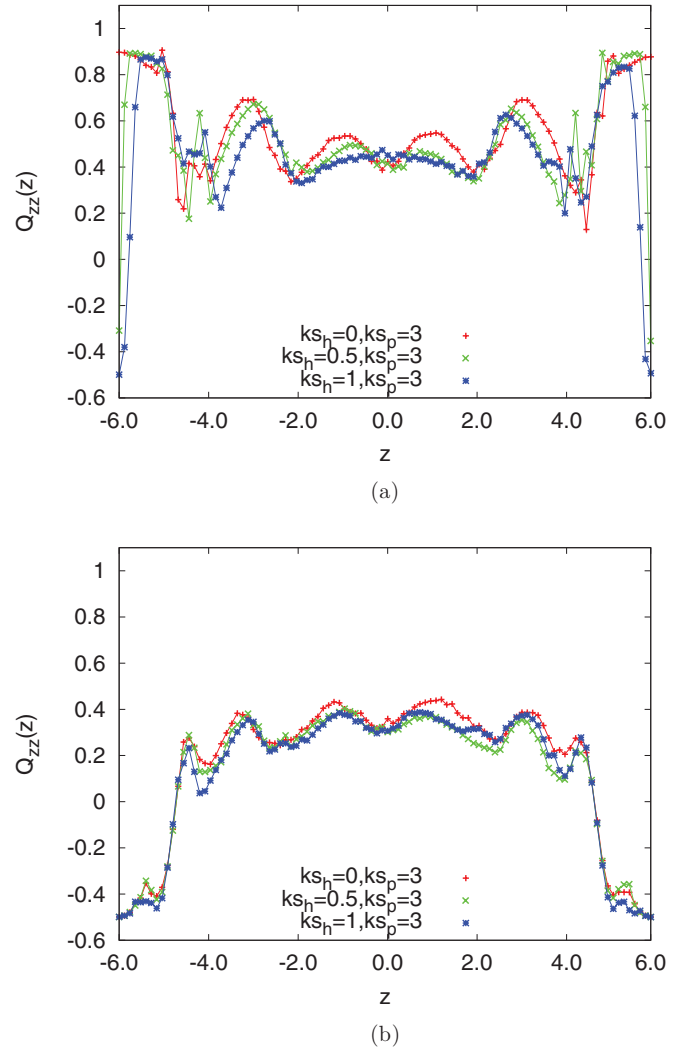 1
0.8
0.6
0.4
0.2
0
-0.2
-0.4
-0.6
Q_zz(z)
ks_h=0,ks_p=3
ks_h=0.5,ks_p=3
ks_h=1,ks_p=3
-6.0 -4.0 -2.0 0.0 2.0 4.0 6.0
z
(a)
1
0.8
0.6
0.4
0.2
0
-0.2
-0.4
-0.6
Q_zz(z)
ks_h=0,ks_p=3
ks_h=0.5,ks_p=3
ks_h=1,ks_p=3
-6.0 -4.0 -2.0 0.0 2.0 4.0 6.0
z
(b)